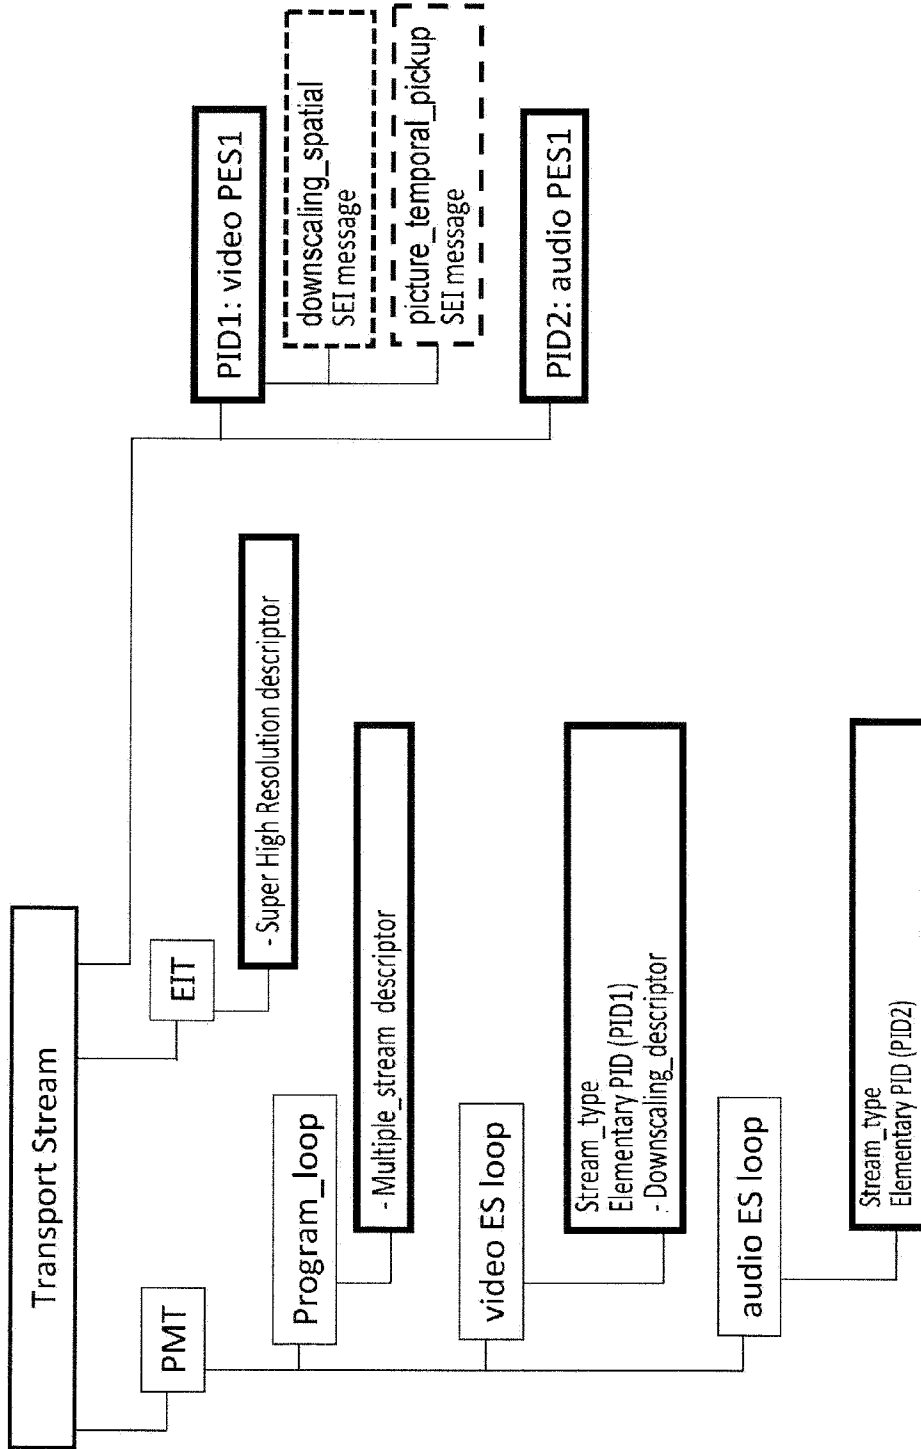 Transport Stream
PMT
Program_loop
- Multiple_stream descriptor
video ES loop
Stream_type
Elementary PID (PID1)
- Downscaling_descriptor
audio ES loop
Stream_type
Elementary PID (PID2)
EIT
- Super High Resolution descriptor
PID1: video PES1
downscaling_spatial
SEI message
picture_temporal_pickup
SEI message
PID2: audio PES1